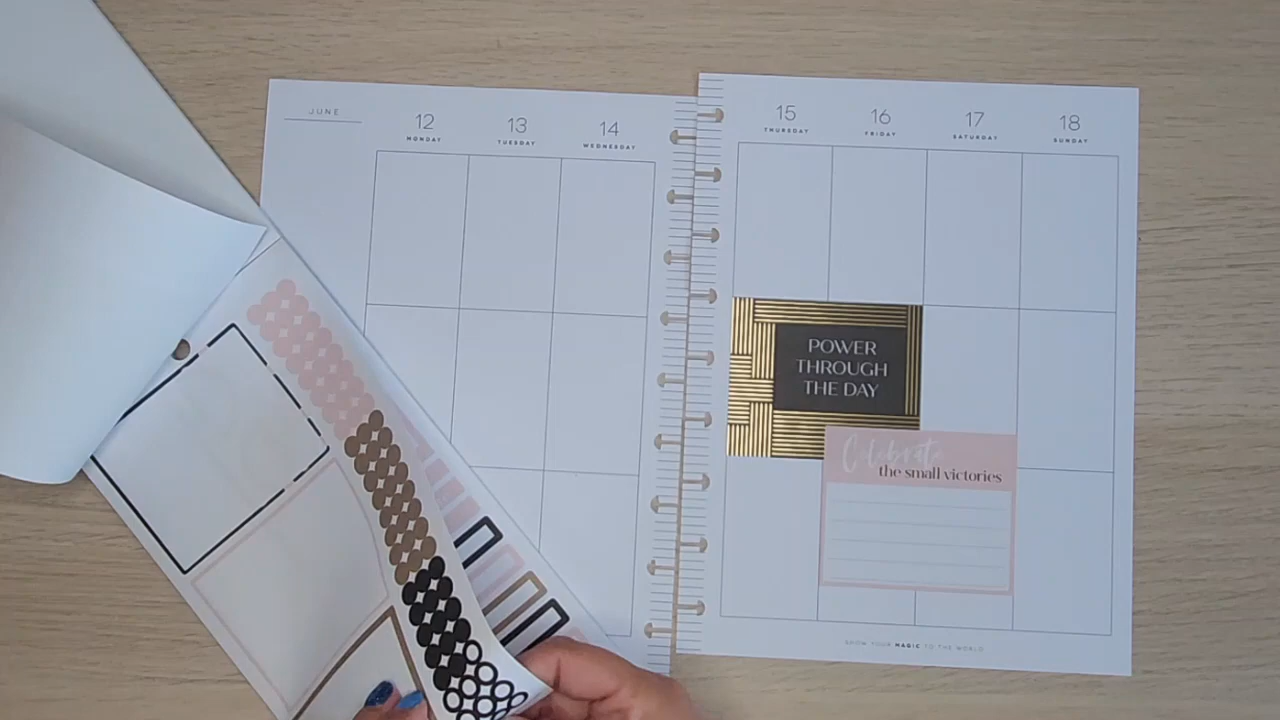 JUNE
12
MONDAY
13
TUESDAY
14
WEDNESDAY
15
THURSDAY
16
FRIDAY
17
SATURDAY
18
SUNDAY
POWER
THROUGH
THE DAY
Celebrate
the small victories
SHOW YOUR MAGIC TO THE WORLD